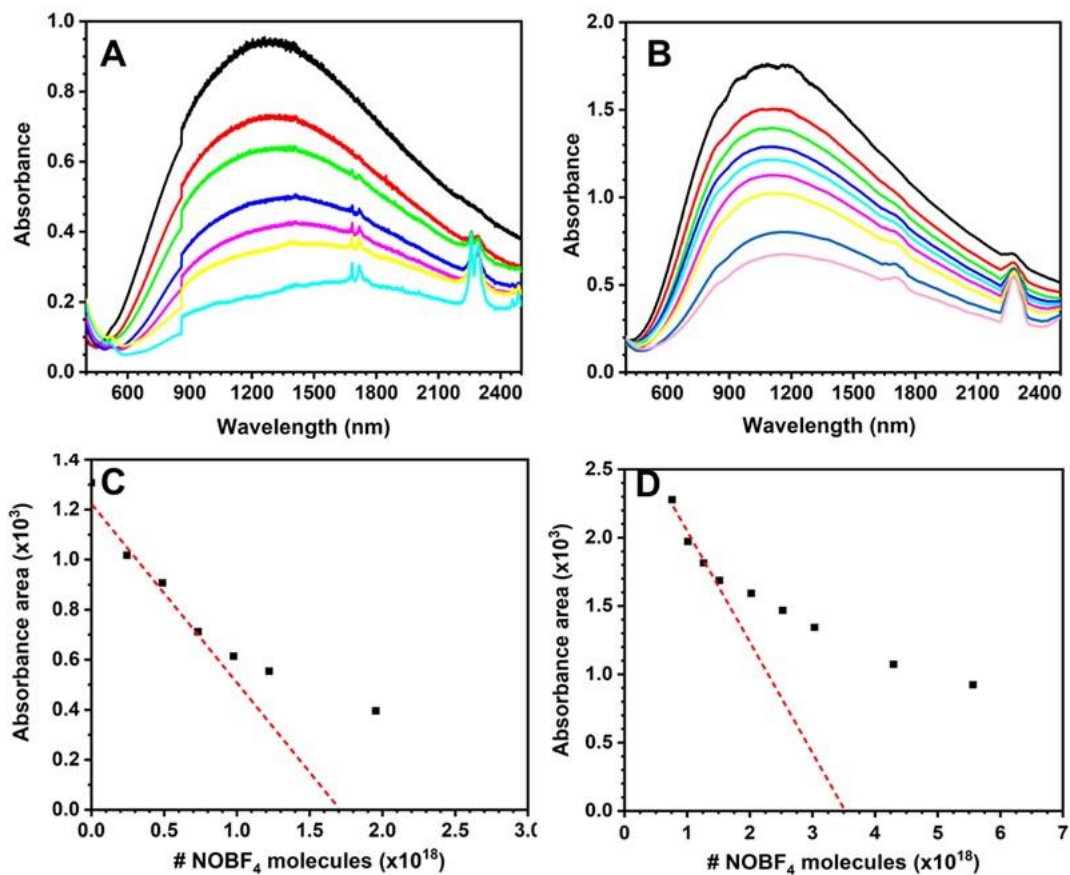 A
Absorbance
1.0
0.8
0.6
0.4
0.2
0.0
600 900 1200 1500 1800 2100 2400
Wavelength (nm)
B
Absorbance
2.0
1.5
1.0
0.5
0.0
600 900 1200 1500 1800 2100 2400
Wavelength (nm)
C
Absorbance area (x10³)
1.4
1.2
1.0
0.8
0.6
0.4
0.2
0.0
0.0 0.5 1.0 1.5 2.0 2.5 3.0
# NOBF₄ molecules (x10¹⁸)
D
Absorbance area (x10³)
2.5
2.0
1.5
1.0
0.5
0.0
0 1 2 3 4 5 6 7
# NOBF₄ molecules (x10¹⁸)